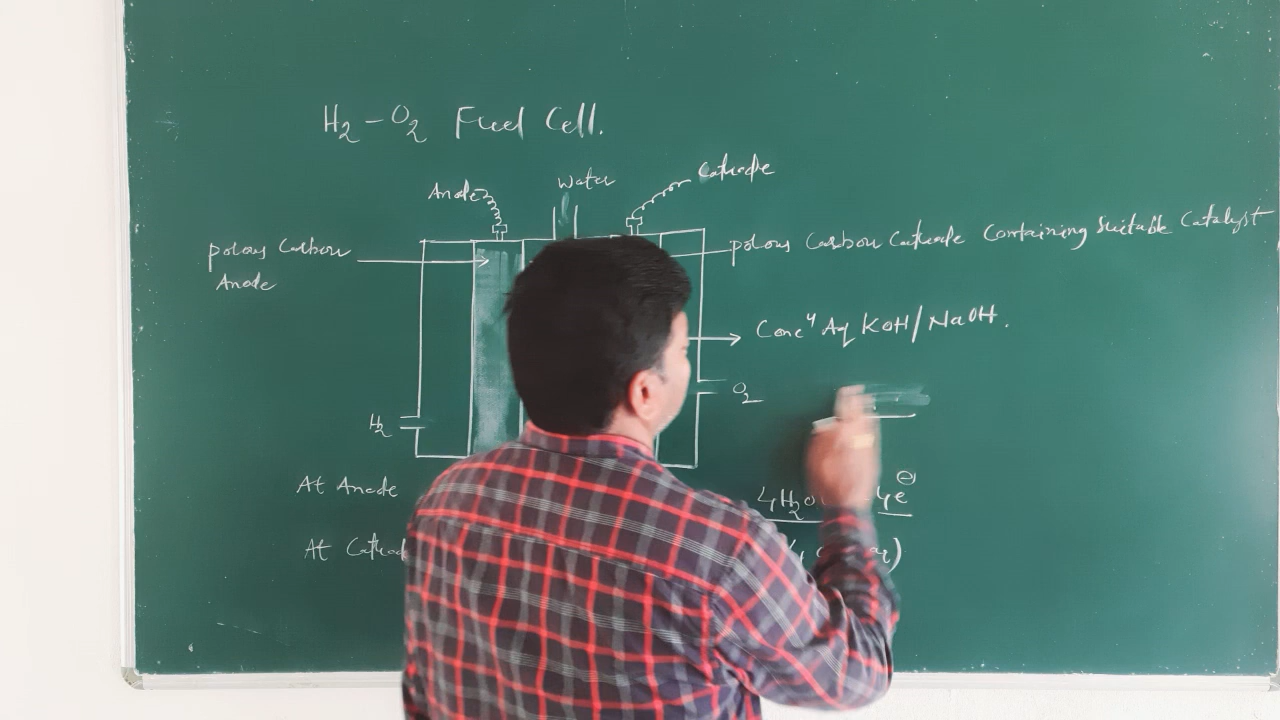 H₂ – O₂ Fuel Cell.
Anode
Water
Cathode
porous Carbon
Anode
porous Carbon Cathode Containing Suitable Catalyst
Concᵈ Aq KOH/NaOH.
H₂
O₂
At Anode
4H₂O
4e⊖
At